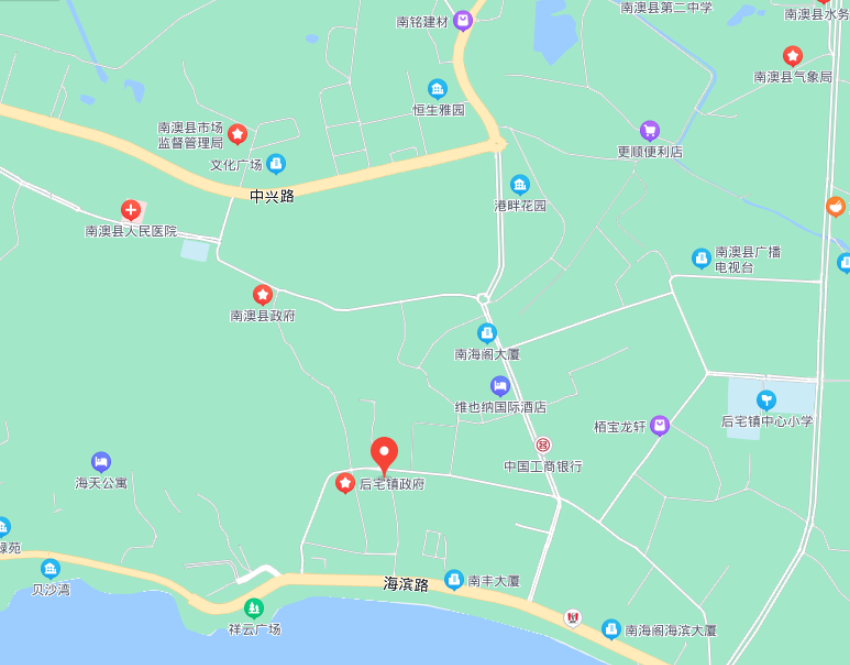 南澳县第二中学
南澳县水务
南铭建材
南澳县气象局
恒生雅园
南澳县市场
监督管理局
更顺便利店
文化广场
中兴路
港畔花园
南澳县人民医院
南澳县广播
电视台
南澳县政府
南海阁大厦
维也纳国际酒店
后宅镇中心小学
栢宝龙轩
中国工商银行
海天公寓
后宅镇政府
绿苑
贝沙湾
海滨路
南丰大厦
祥云广场
南海阁海滨大厦